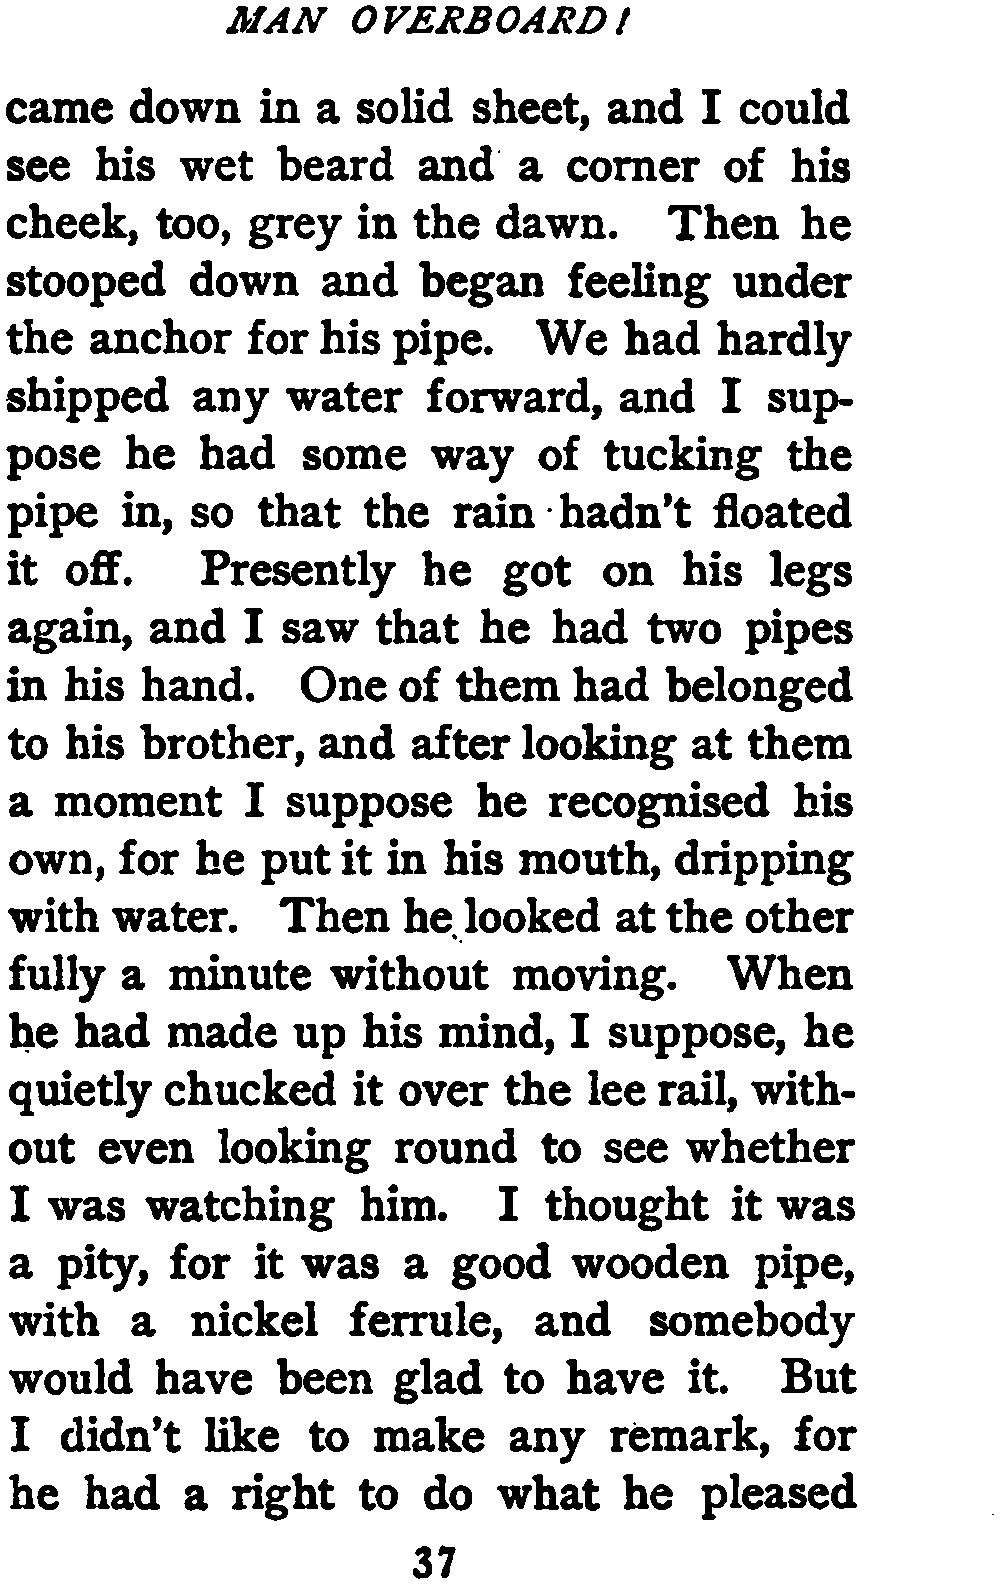 MAN OVERBOARD!
came down in a solid sheet, and I could
see his wet beard and a corner of his
cheek, too, grey in the dawn. Then he
stooped down and began feeling under
the anchor for his pipe. We had hardly
shipped any water forward, and I sup-
pose he had some way of tucking the
pipe in, so that the rain hadn't floated
it off. Presently he got on his legs
again, and I saw that he had two pipes
in his hand. One of them had belonged
to his brother, and after looking at them
a moment I suppose he recognised his
own, for he put it in his mouth, dripping
with water. Then he looked at the other
fully a minute without moving. When
he had made up his mind, I suppose, he
quietly chucked it over the lee rail, with-
out even looking round to see whether
I was watching him. I thought it was
a pity, for it was a good wooden pipe,
with a nickel ferrule, and somebody
would have been glad to have it. But
I didn't like to make any remark, for
he had a right to do what he pleased
37